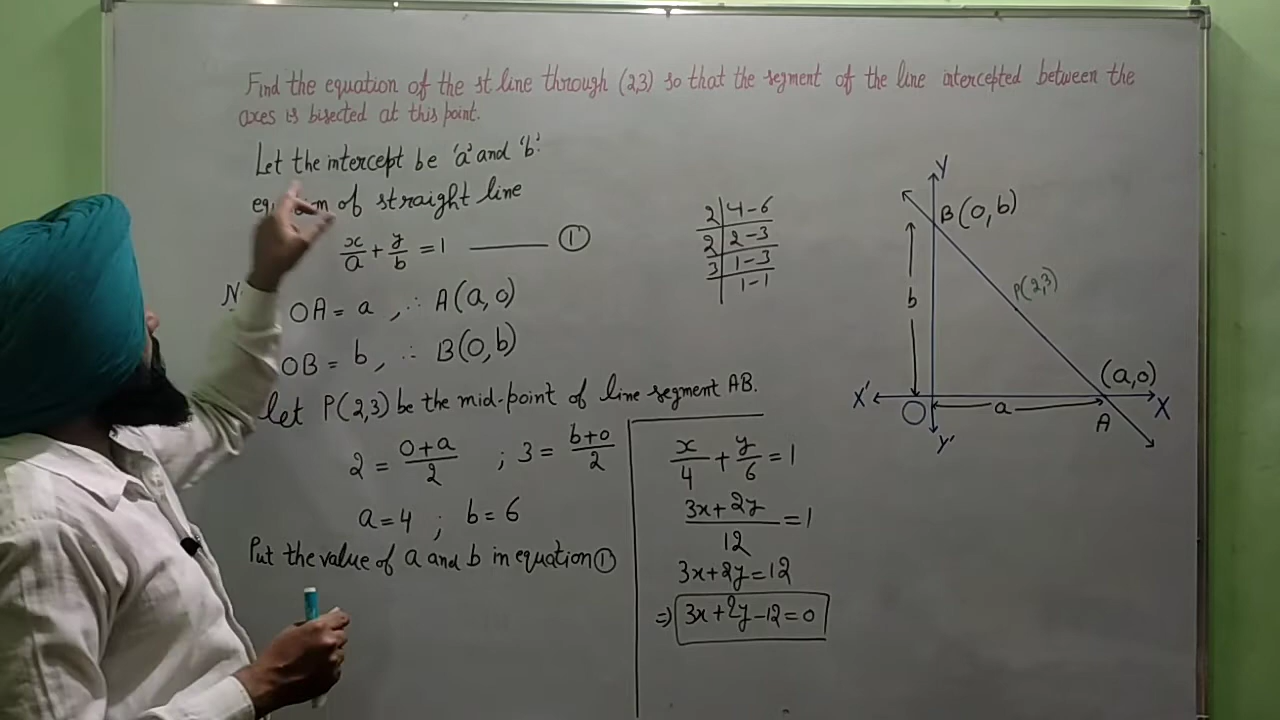 Find the equation of the st line through (2,3) so that the segment of the line intercepted between the
axes is bisected at this point.
Let the intercept be 'a' and 'b'.
of straight line
x/a + y/b = 1 ——— ①
OA = a , ∴ A(a, 0)
OB = b , ∴ B(0, b)
let P(2,3) be the mid-point of line segment AB.
2 = (0+a)/2 ; 3 = (b+0)/2
a = 4 ; b = 6
Put the value of a and b in equation ①
x/4 + y/6 = 1
(3x + 2y)/12 = 1
3x + 2y = 12
⇒ 3x + 2y - 12 = 0
2 | 4 - 6
2 | 2 - 3
3 | 1 - 3
| 1 - 1
Y
B(0, b)
P(2,3)
b
(a, 0)
X'
O
a
A
X
Y'